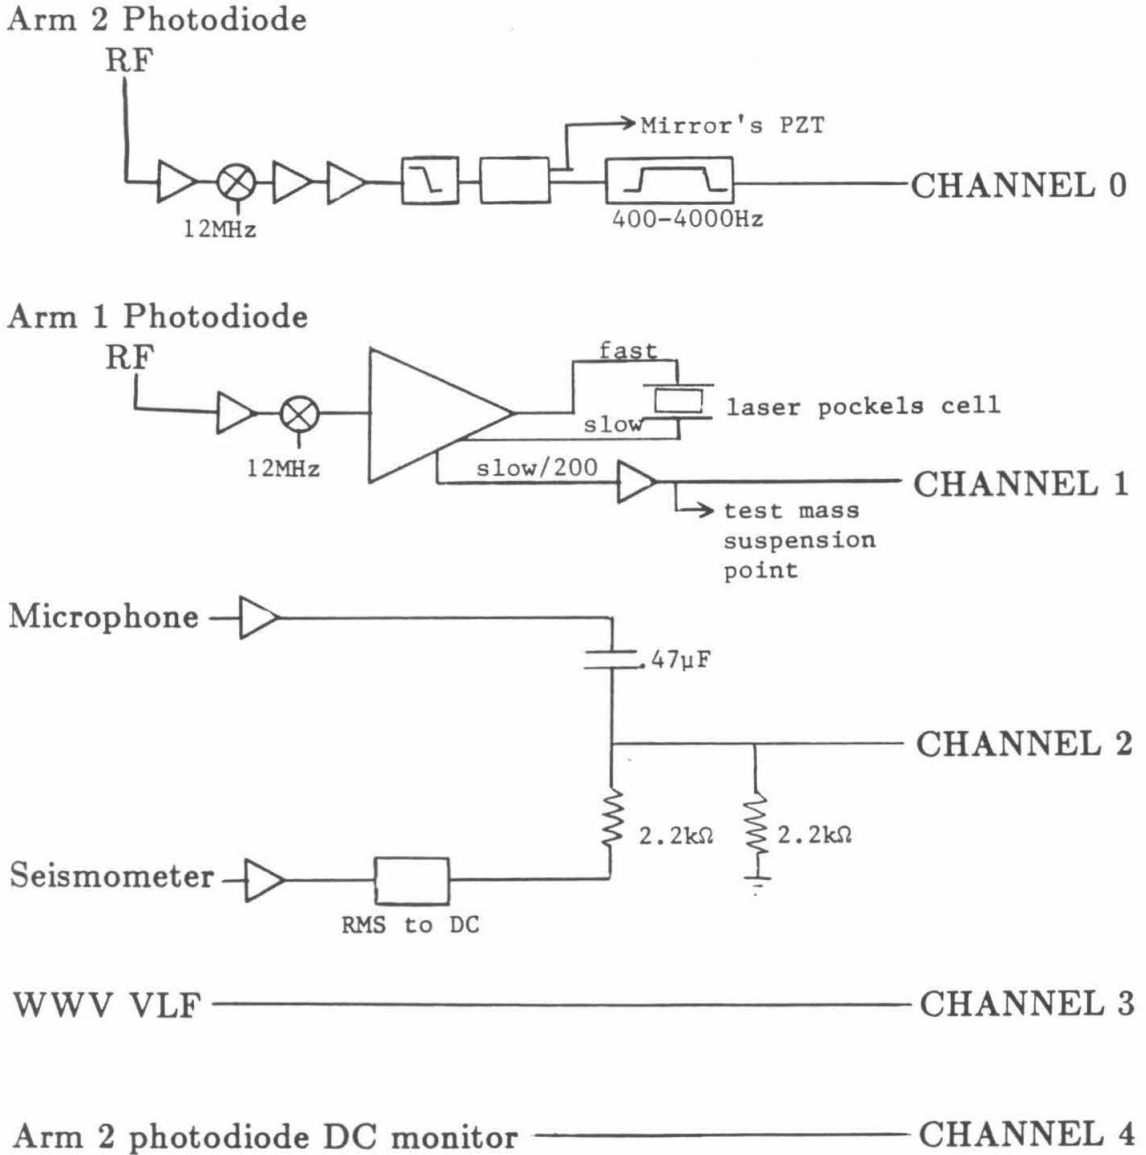 Arm 2 Photodiode
RF
Mirror's PZT
12MHz
400-4000Hz
CHANNEL 0
Arm 1 Photodiode
RF
12MHz
fast
laser pockels cell
slow
slow/200
CHANNEL 1
test mass
suspension
point
Microphone
.47μF
CHANNEL 2
2.2kΩ
2.2kΩ
Seismometer
RMS to DC
WWV VLF
CHANNEL 3
Arm 2 photodiode DC monitor
CHANNEL 4